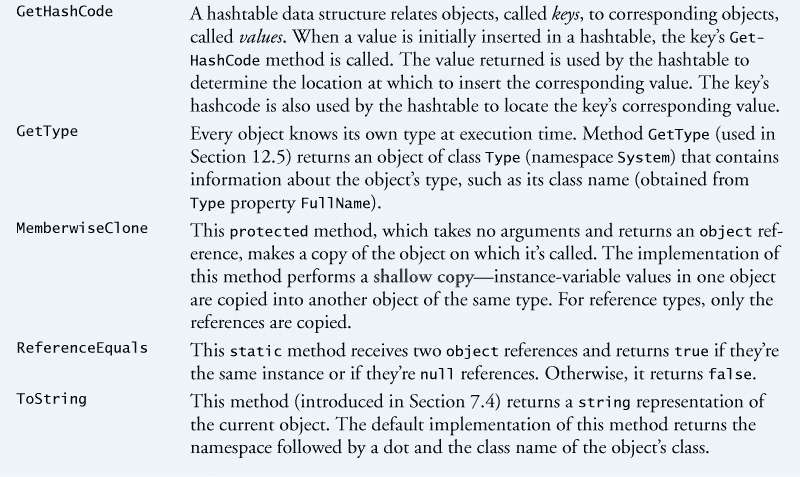 GetHashCode A hashtable data structure relates objects, called keys, to corresponding objects,
called values. When a value is initially inserted in a hashtable, the key's Get-
HashCode method is called. The value returned is used by the hashtable to
determine the location at which to insert the corresponding value. The key's
hashcode is also used by the hashtable to locate the key's corresponding value.
GetType Every object knows its own type at execution time. Method GetType (used in
Section 12.5) returns an object of class Type (namespace System) that contains
information about the object's type, such as its class name (obtained from
Type property FullName).
MemberwiseClone This protected method, which takes no arguments and returns an object ref-
erence, makes a copy of the object on which it's called. The implementation of
this method performs a shallow copy—instance-variable values in one object
are copied into another object of the same type. For reference types, only the
references are copied.
ReferenceEquals This static method receives two object references and returns true if they're
the same instance or if they're null references. Otherwise, it returns false.
ToString This method (introduced in Section 7.4) returns a string representation of
the current object. The default implementation of this method returns the
namespace followed by a dot and the class name of the object's class.